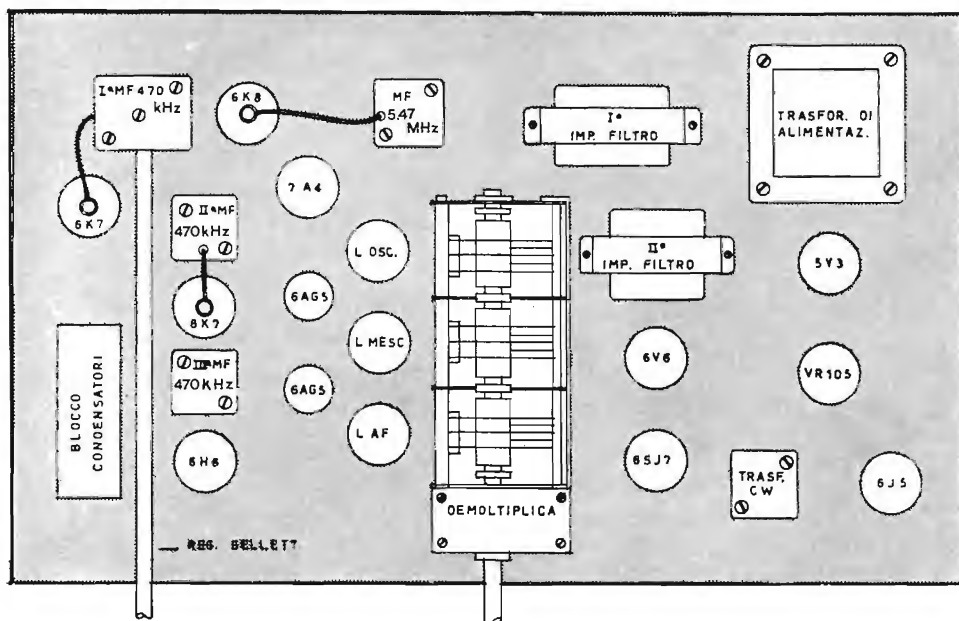 I° MF 470
kHz
6K8
MF
5.47
MHz
I°
IMP. FILTRO
TRASFOR. DI
ALIMENTAZ.
6K7
7A4
II° MF
470kHz
L OSC.
II°
IMP. FILTRO
5Y3
6AG5
6K7
L MESC
6V6
VR105
III° MF
470kHz
6AG5
BLOCCO
CONDENSATORI
L AF
6H6
6SJ7
TRASF.
CW
6J5
DEMOLTIPLICA
REG.